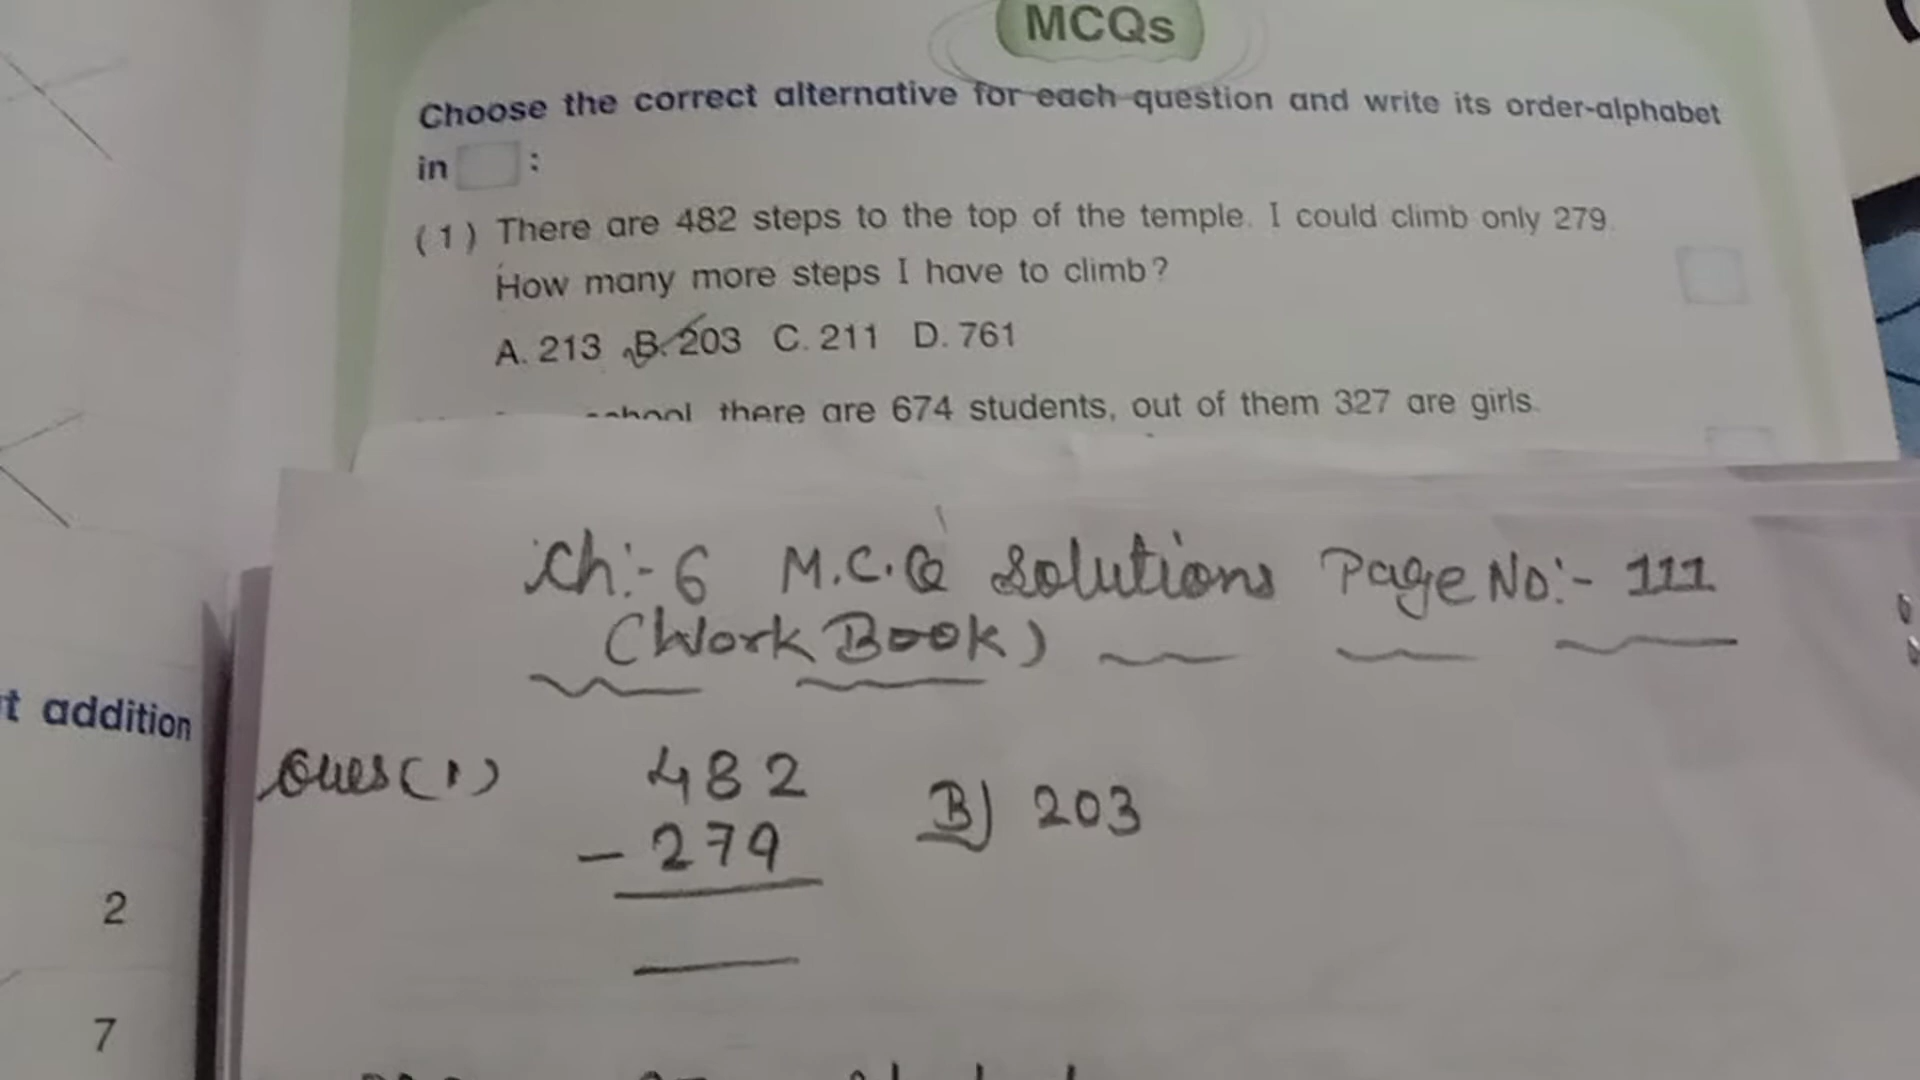 MCQs
Choose the correct alternative for each question and write its order-alphabet
in :
(1) There are 482 steps to the top of the temple. I could climb only 279.
How many more steps I have to climb?
A. 213 B. 203 C. 211 D. 761
school, there are 674 students, out of them 327 are girls.
Ch:- 6 M.C.Q Solutions Page No:- 111
(Work Book)
t addition
Ques(1)
482
- 279
B) 203
2
7